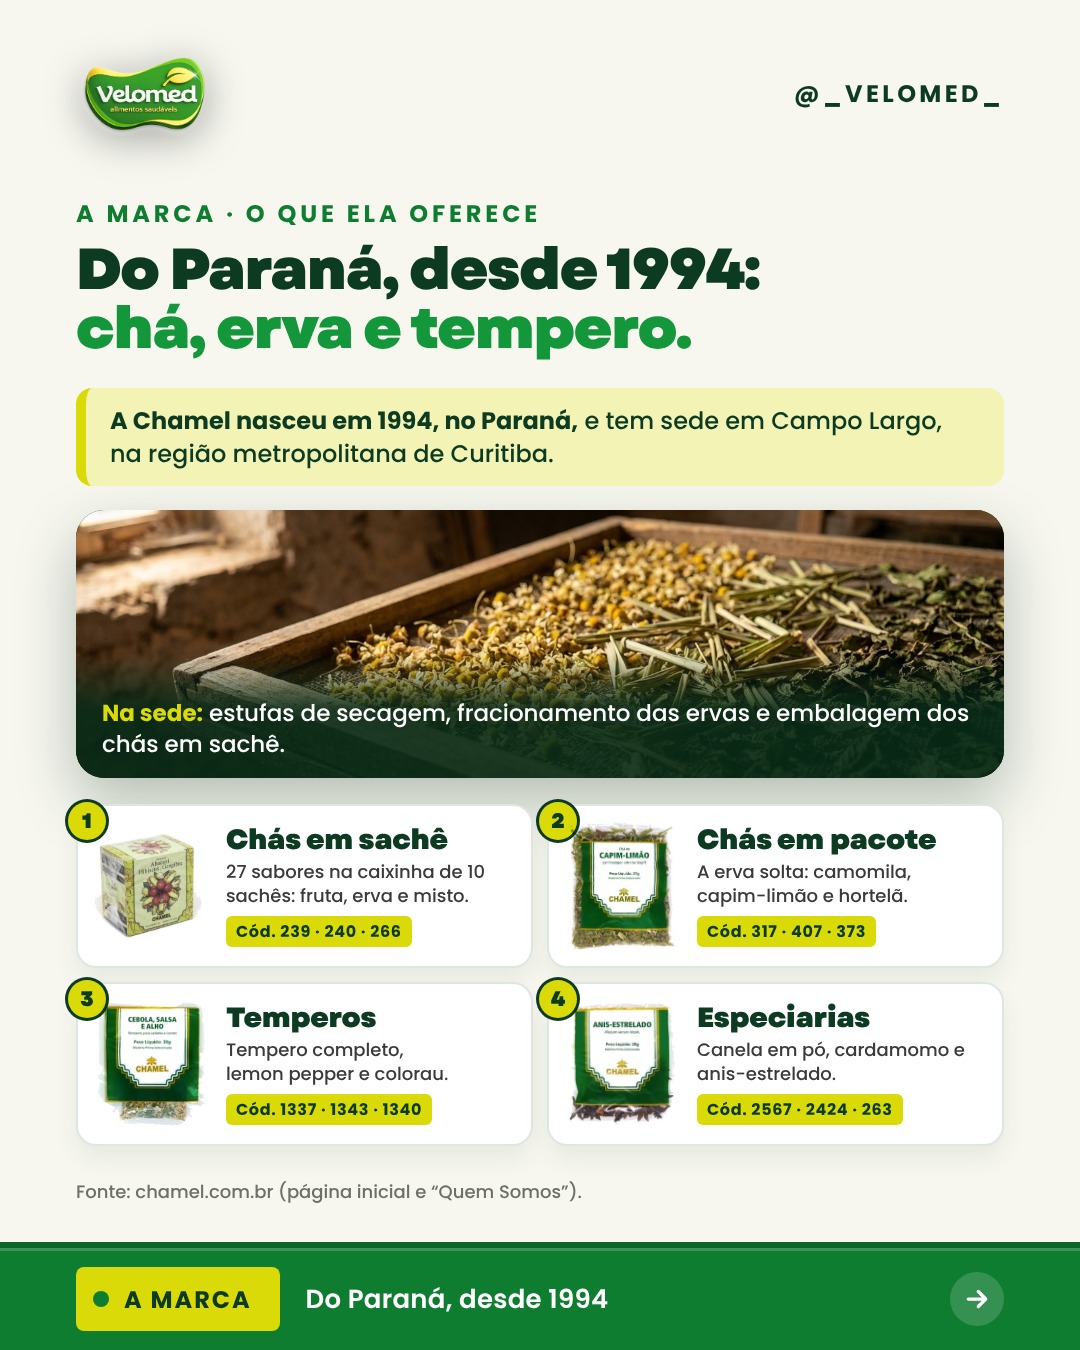 Velomed
alimentos saudáveis
@_VELOMED_
A MARCA · O QUE ELA OFERECE
Do Paraná, desde 1994:
chá, erva e tempero.
A Chamel nasceu em 1994, no Paraná, e tem sede em Campo Largo,
na região metropolitana de Curitiba.
Na sede: estufas de secagem, fracionamento das ervas e embalagem dos
chás em sachê.
1
CHAMEL
Chás em sachê
27 sabores na caixinha de 10
sachês: fruta, erva e misto.
Cód. 239 · 240 · 266
2
CAPIM-LIMÃO
CHAMEL
Chás em pacote
A erva solta: camomila,
capim-limão e hortelã.
Cód. 317 · 407 · 373
3
CEBOLA, SALSA
E ALHO
CHAMEL
Temperos
Tempero completo,
lemon pepper e colorau.
Cód. 1337 · 1343 · 1340
4
ANIS-ESTRELADO
CHAMEL
Especiarias
Canela em pó, cardamomo e
anis-estrelado.
Cód. 2567 · 2424 · 263
Fonte: chamel.com.br (página inicial e “Quem Somos”).
A MARCA
Do Paraná, desde 1994